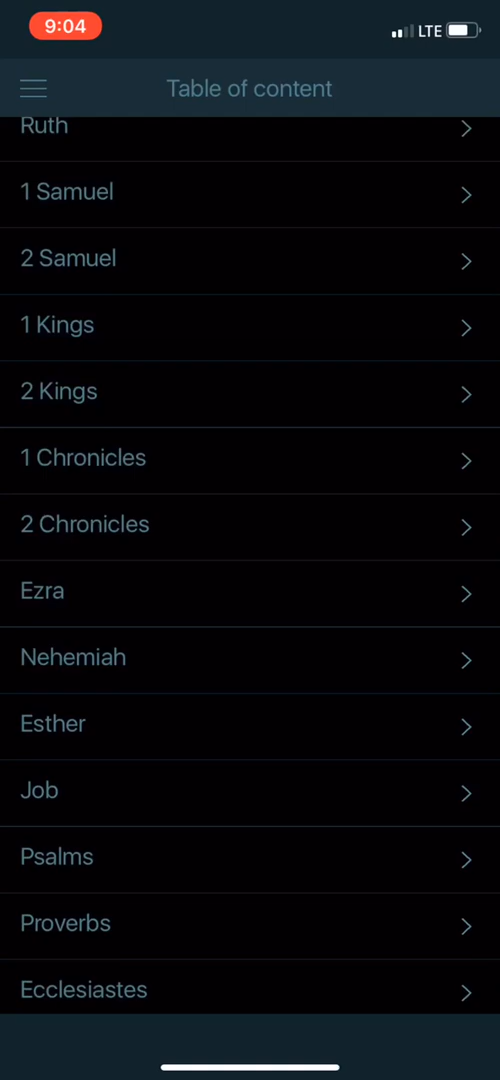 9:04
LTE
Table of content
Ruth
1 Samuel
2 Samuel
1 Kings
2 Kings
1 Chronicles
2 Chronicles
Ezra
Nehemiah
Esther
Job
Psalms
Proverbs
Ecclesiastes